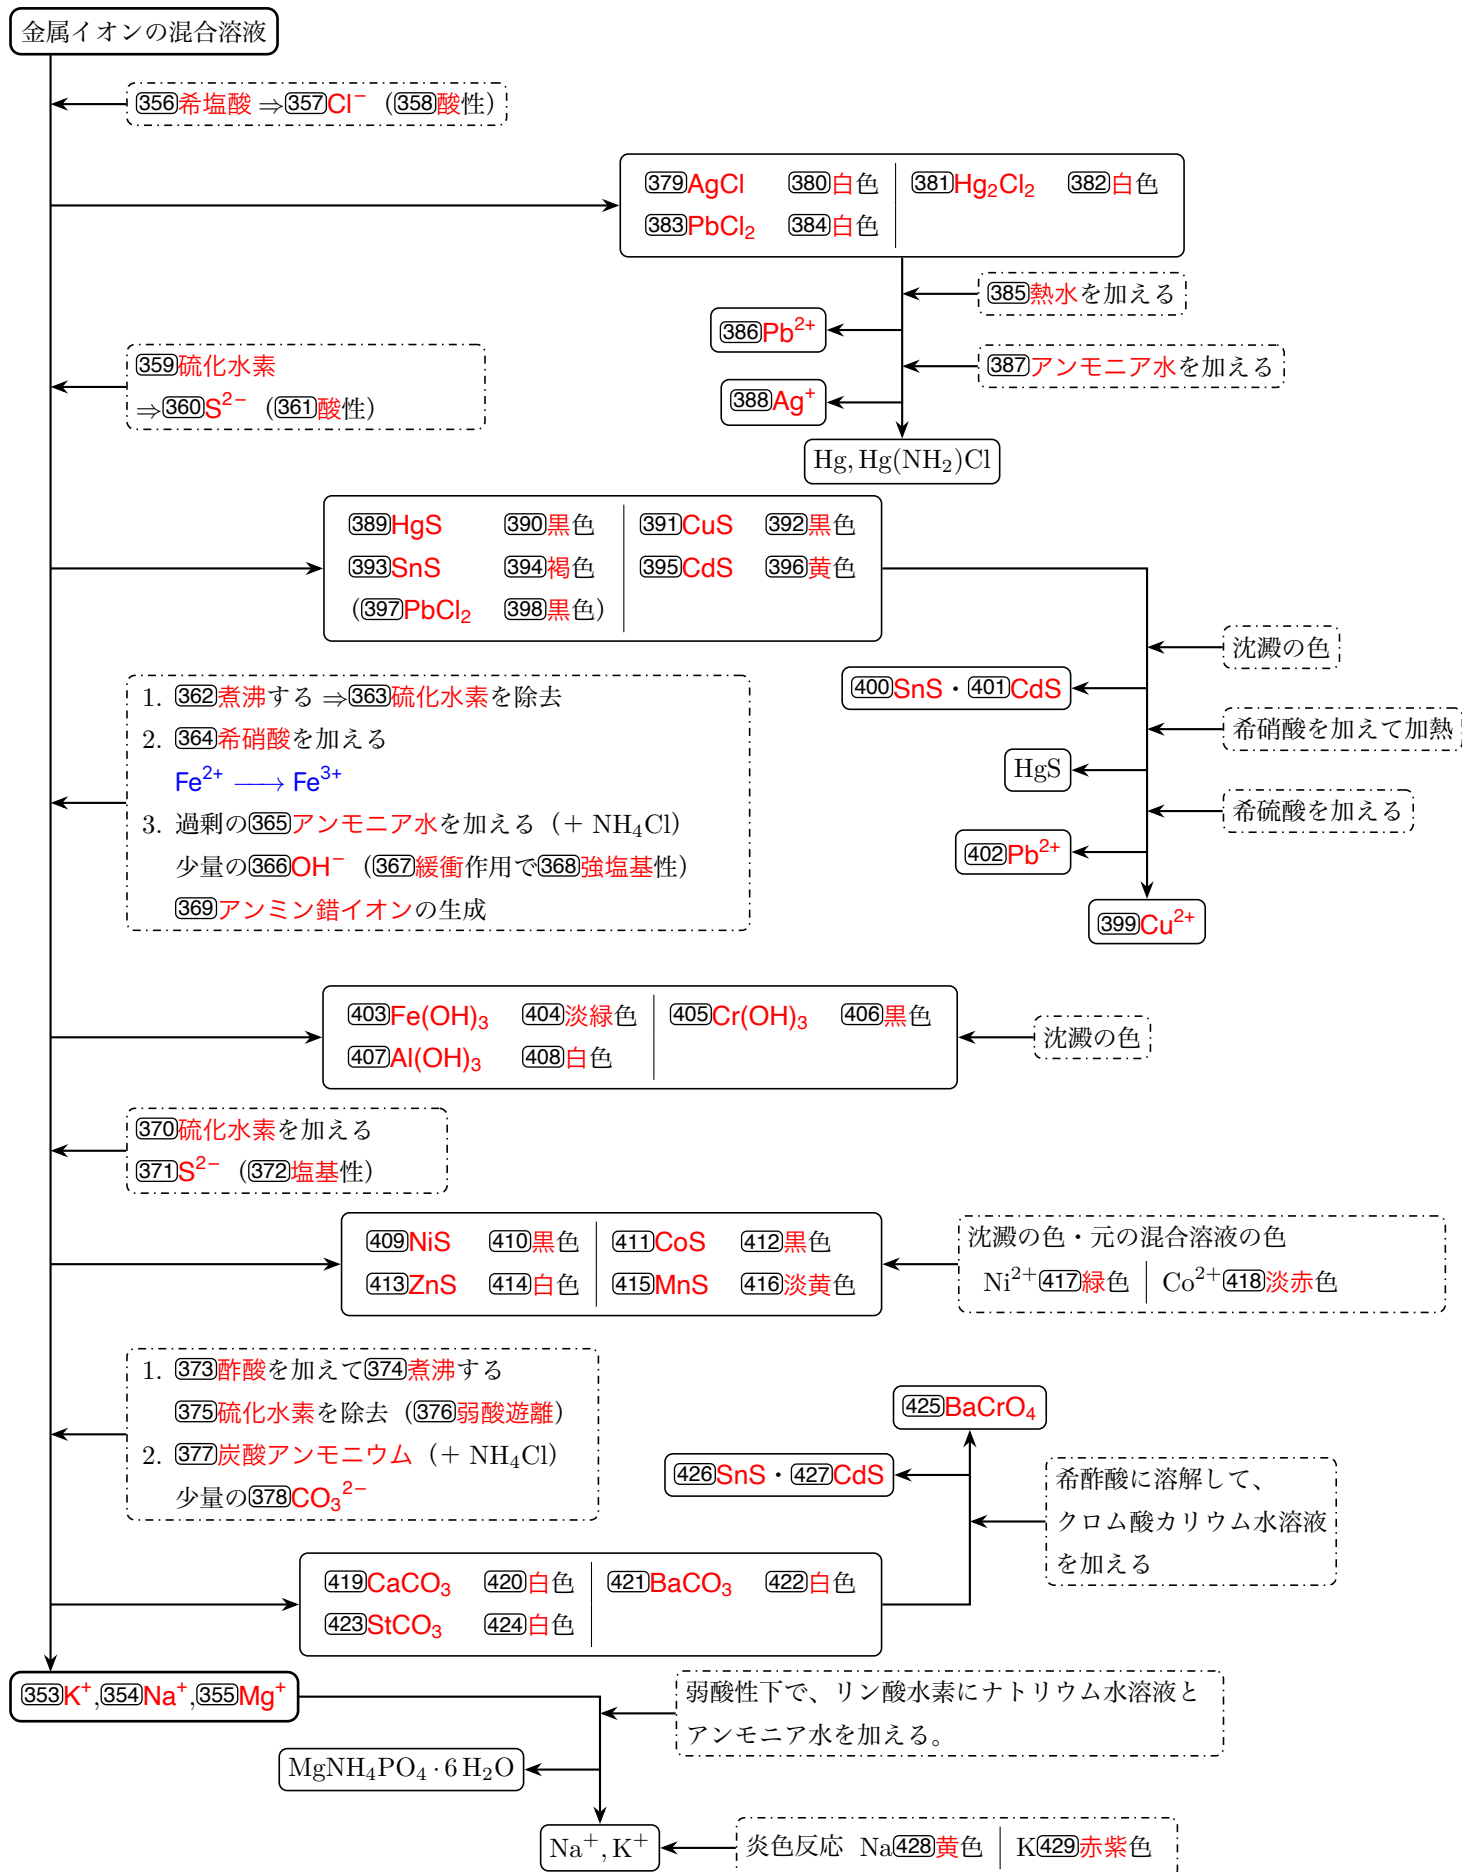 金属イオンの混合溶液
356希塩酸 ⇒357Cl⁻ （358酸性）
379AgCl 380白色 381Hg₂Cl₂ 382白色
383PbCl₂ 384白色
385熱水を加える
386Pb²⁺
359硫化水素
⇒360S²⁻ （361酸性）
387アンモニア水を加える
388Ag⁺
Hg, Hg(NH₂)Cl
389HgS 390黒色 391CuS 392黒色
393SnS 394褐色 395CdS 396黄色
（397PbCl₂ 398黒色）
沈澱の色
400SnS・401CdS
希硝酸を加えて加熱
HgS
希硫酸を加える
402Pb²⁺
399Cu²⁺
1. 362煮沸する ⇒363硫化水素を除去
2. 364希硝酸を加える
Fe²⁺ ⟶ Fe³⁺
3. 過剰の365アンモニア水を加える（+ NH₄Cl）
少量の366OH⁻ （367緩衝作用で368強塩基性）
369アンミン錯イオンの生成
403Fe(OH)₃ 404淡緑色 405Cr(OH)₃ 406黒色
407Al(OH)₃ 408白色
沈澱の色
370硫化水素を加える
371S²⁻ （372塩基性）
409NiS 410黒色 411CoS 412黒色
413ZnS 414白色 415MnS 416淡黄色
沈澱の色・元の混合溶液の色
Ni²⁺417緑色 Co²⁺418淡赤色
1. 373酢酸を加えて374煮沸する
375硫化水素を除去（376弱酸遊離）
2. 377炭酸アンモニウム（+ NH₄Cl）
少量の378CO₃²⁻
425BaCrO₄
426SnS・427CdS
希酢酸に溶解して、
クロム酸カリウム水溶液
を加える
419CaCO₃ 420白色 421BaCO₃ 422白色
423StCO₃ 424白色
353K⁺,354Na⁺,355Mg⁺
弱酸性下で、リン酸水素にナトリウム水溶液と
アンモニア水を加える。
MgNH₄PO₄·6H₂O
Na⁺, K⁺
炎色反応 Na428黄色 K429赤紫色